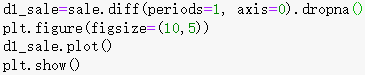 d1_sale=sale.diff(periods=1, axis=0).dropna()
plt.figure(figsize=(10,5))
d1_sale.plot()
plt.show()